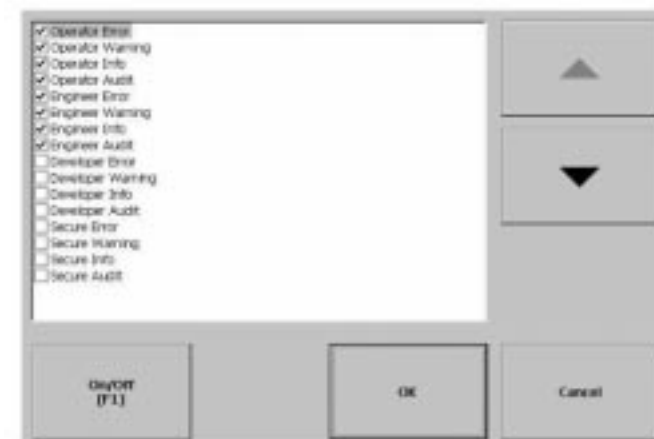 Operator Error
Operator Warning
Operator Info
Operator Audit
Engineer Error
Engineer Warning
Engineer Info
Engineer Audit
Developer Error
Developer Warning
Developer Info
Developer Audit
Secure Error
Secure Warning
Secure Info
Secure Audit
On/Off
[F1]
OK
Cancel